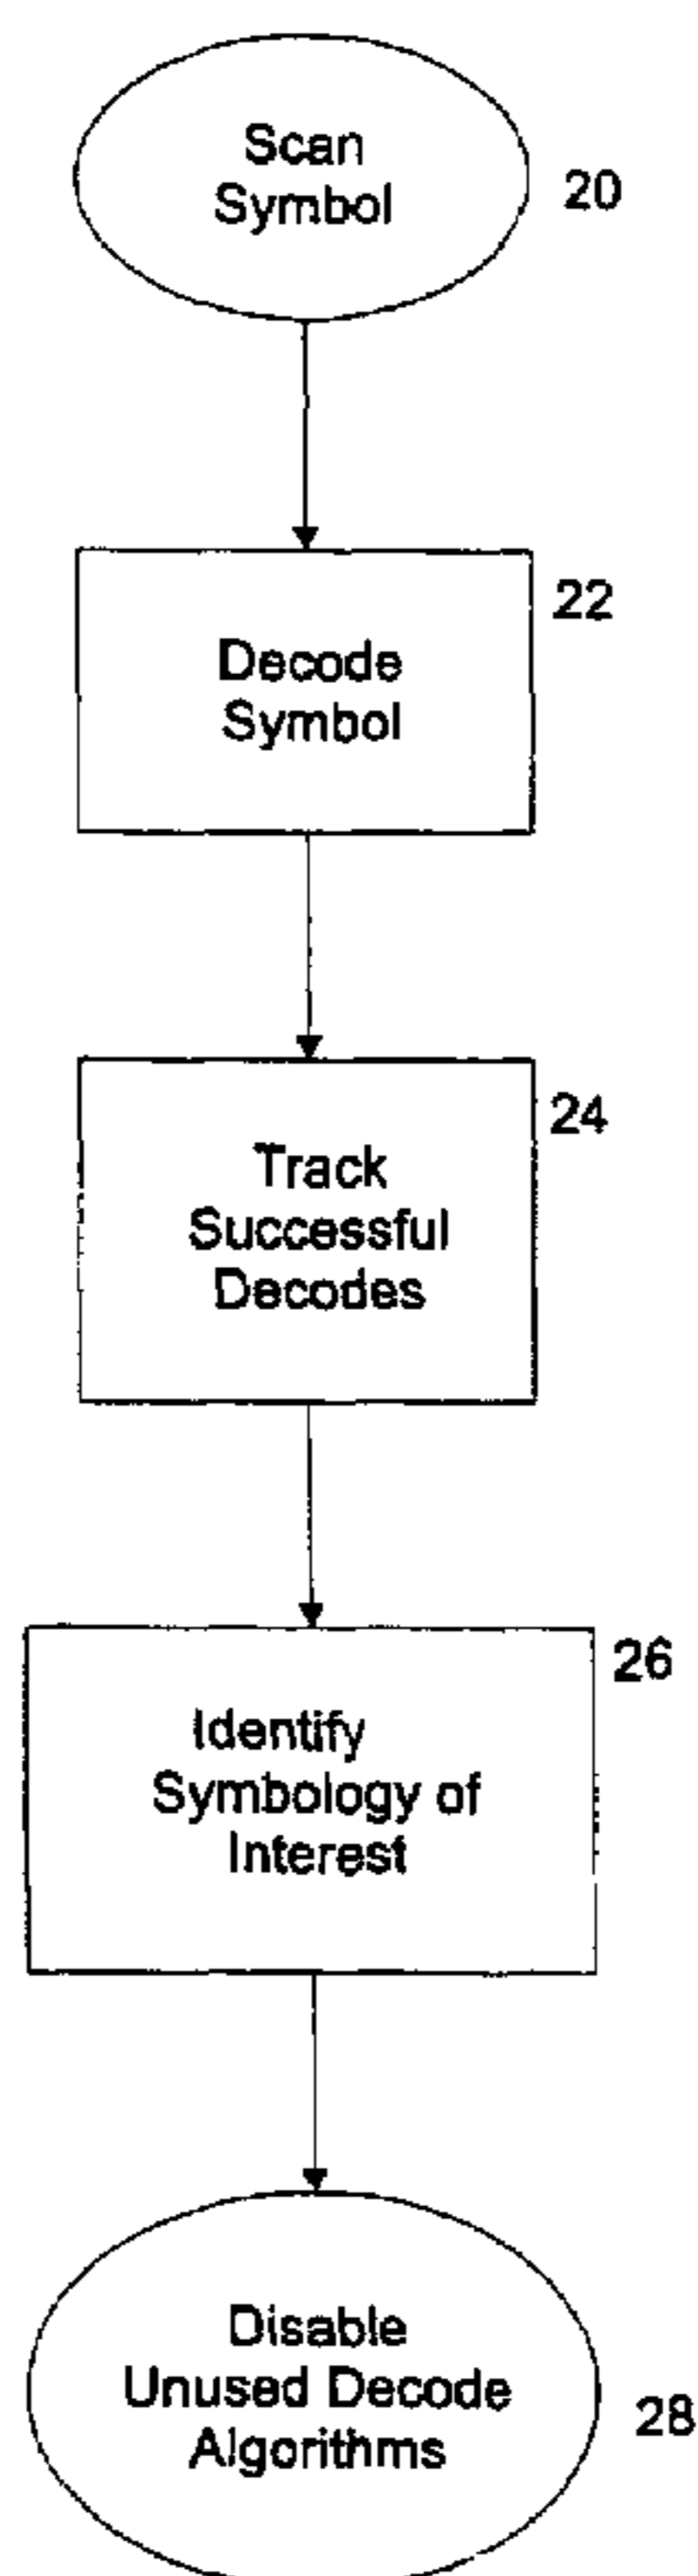 Scan
Symbol
20
22
Decode
Symbol
24
Track
Successful
Decodes
26
Identify
Symbology of
Interest
Disable
Unused Decode
Algorithms
28